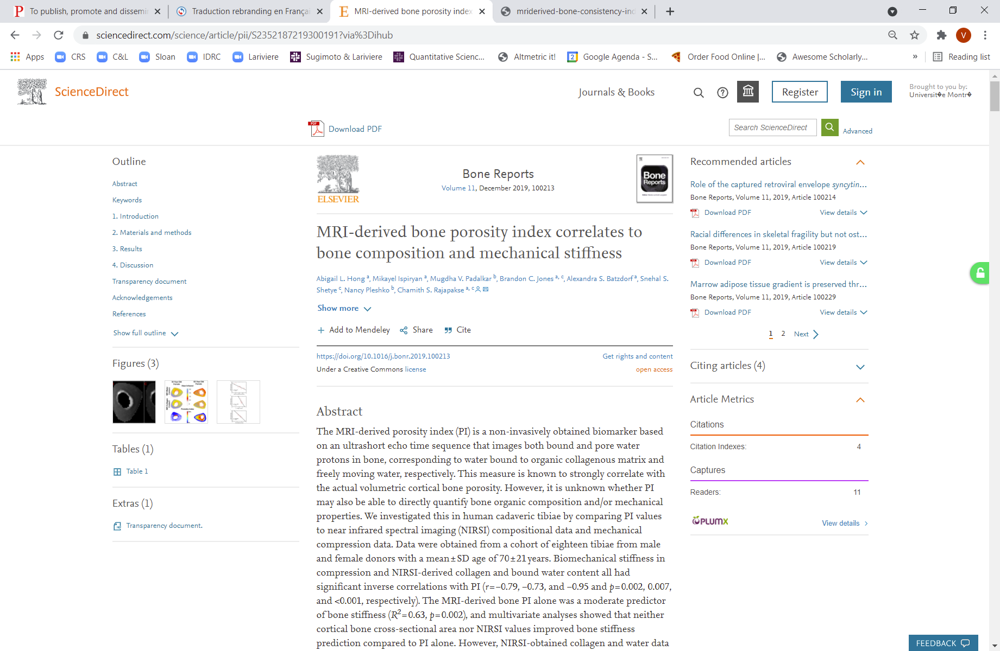 To publish, promote and dissemi
Traduction rebranding en Françai
MRI-derived bone porosity index
mriderived-bone-consistency-ind
sciencedirect.com/science/article/pii/S2352187219300191?via%3Dihub
V
Apps
CRS
C&L
Sloan
IDRC
Lariviere
Sugimoto & Lariviere
Quantitative Scienc...
Altmetric it!
Google Agenda - S...
Order Food Online |...
Awesome Scholarly...
»
Reading list
ScienceDirect
Journals & Books
Register
Sign in
Brought to you by:
Universit�e Montr�
Download PDF
Search ScienceDirect
Advanced
Outline
Abstract
Keywords
1. Introduction
2. Materials and methods
3. Results
4. Discussion
Transparency document
Acknowledgements
References
Show full outline
Figures (3)
Tables (1)
Table 1
Extras (1)
Transparency document.
ELSEVIER
Bone Reports
Volume 11, December 2019, 100213
Bone
Reports
MRI-derived bone porosity index correlates to
bone composition and mechanical stiffness
Abigail L. Hong a, Mikayel Ispiryan a, Mugdha V. Padalkar b, Brandon C. Jones a, c, Alexandra S. Batzdorf a, Snehal S.
Shetye c, Nancy Pleshko b, Chamith S. Rajapakse a, c
Show more
Add to Mendeley
Share
Cite
https://doi.org/10.1016/j.bonr.2019.100213
Get rights and content
Under a Creative Commons license
open access
Abstract
The MRI-derived porosity index (PI) is a non-invasively obtained biomarker based
on an ultrashort echo time sequence that images both bound and pore water
protons in bone, corresponding to water bound to organic collagenous matrix and
freely moving water, respectively. This measure is known to strongly correlate with
the actual volumetric cortical bone porosity. However, it is unknown whether PI
may also be able to directly quantify bone organic composition and/or mechanical
properties. We investigated this in human cadaveric tibiae by comparing PI values
to near infrared spectral imaging (NIRSI) compositional data and mechanical
compression data. Data were obtained from a cohort of eighteen tibiae from male
and female donors with a mean ± SD age of 70 ± 21 years. Biomechanical stiffness in
compression and NIRSI-derived collagen and bound water content all had
significant inverse correlations with PI (r = −0.79, −0.73, and −0.95 and p = 0.002, 0.007,
and <0.001, respectively). The MRI-derived bone PI alone was a moderate predictor
of bone stiffness (R2 = 0.63, p = 0.002), and multivariate analyses showed that neither
cortical bone cross-sectional area nor NIRSI values improved bone stiffness
prediction compared to PI alone. However, NIRSI-obtained collagen and water data
Recommended articles
Role of the captured retroviral envelope syncytin...
Bone Reports, Volume 11, 2019, Article 100214
Download PDF
View details
Racial differences in skeletal fragility but not ost...
Bone Reports, Volume 11, 2019, Article 100219
Download PDF
View details
Marrow adipose tissue gradient is preserved thr...
Bone Reports, Volume 11, 2019, Article 100229
Download PDF
View details
1 2 Next
Citing articles (4)
Article Metrics
Citations
Citation Indexes: 4
Captures
Readers: 11
PLUMX
View details
FEEDBACK